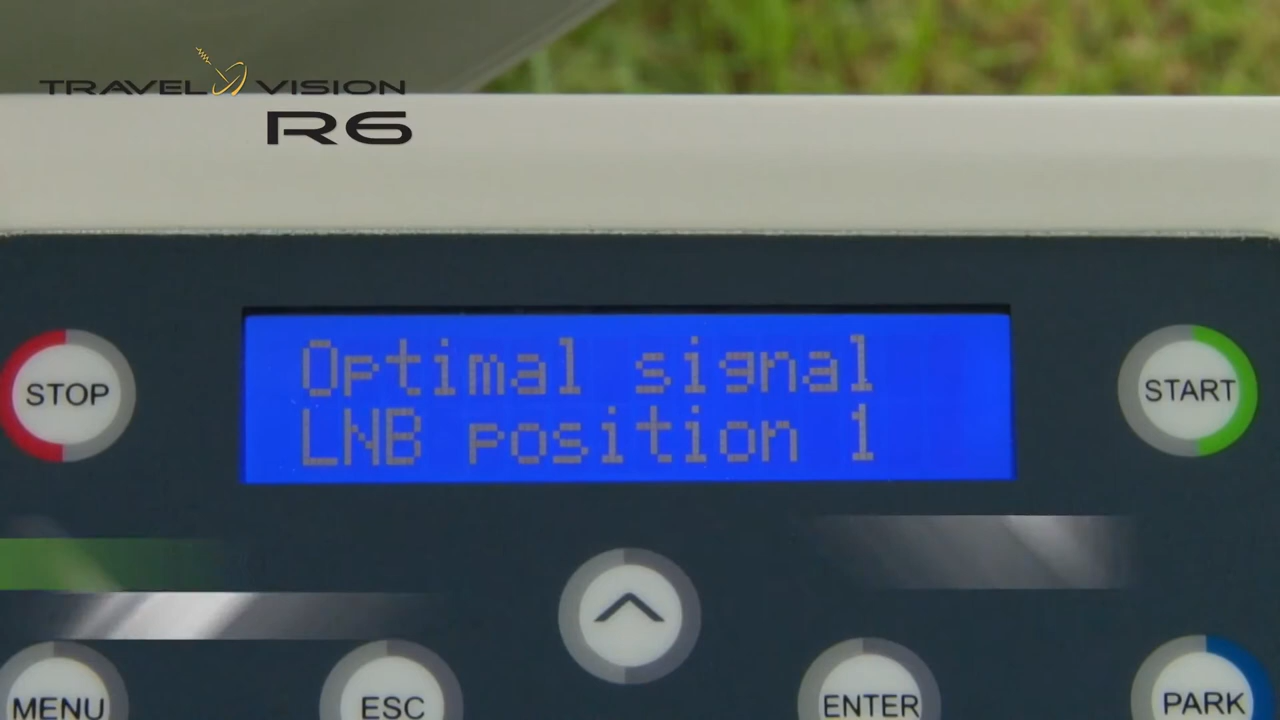 TRAVEL VISION
R6
Optimal signal
LNB position 1
STOP
START
MENU
ESC
ENTER
PARK